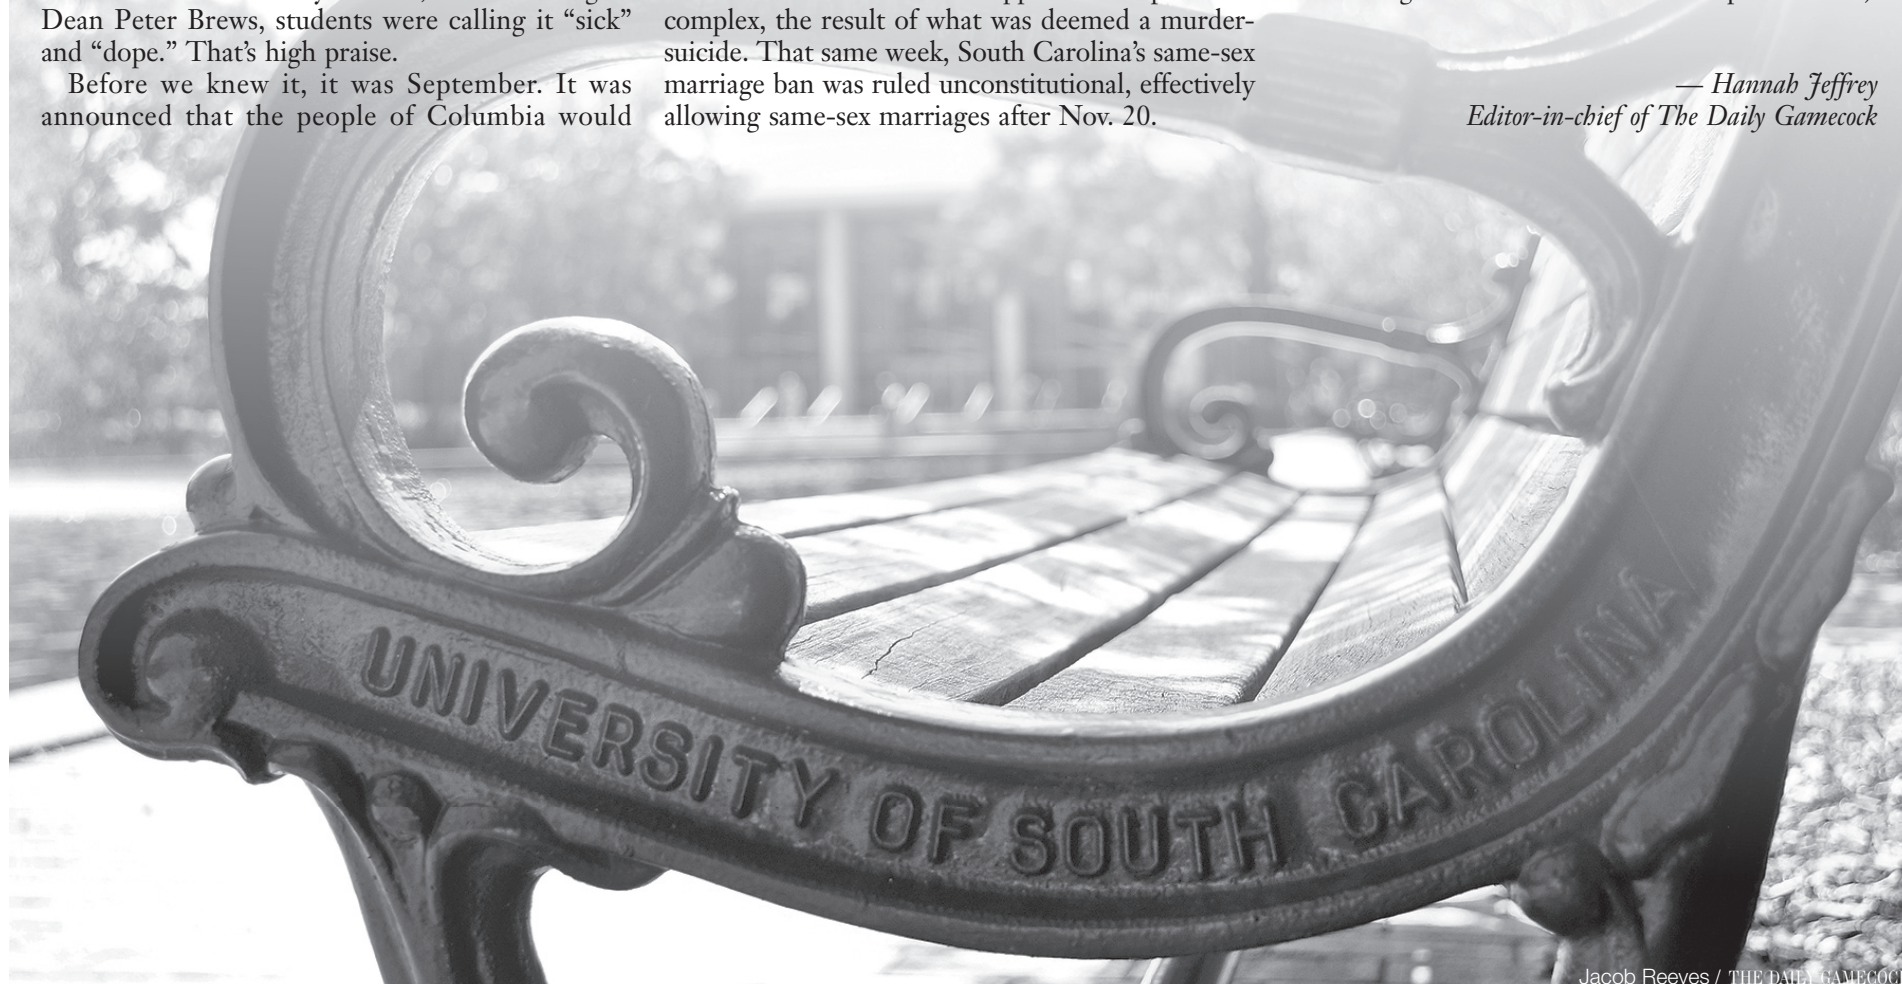 Dean Peter Brews, students were calling it “sick”
and “dope.” That’s high praise.
Before we knew it, it was September. It was
announced that the people of Columbia would
complex, the result of what was deemed a murder-
suicide. That same week, South Carolina’s same-sex
marriage ban was ruled unconstitutional, effectively
allowing same-sex marriages after Nov. 20.
— Hannah Jeffrey
Editor-in-chief of The Daily Gamecock
UNIVERSITY OF SOUTH CAROLINA
Jacob Reeves / THE DAILY GAMECOCK